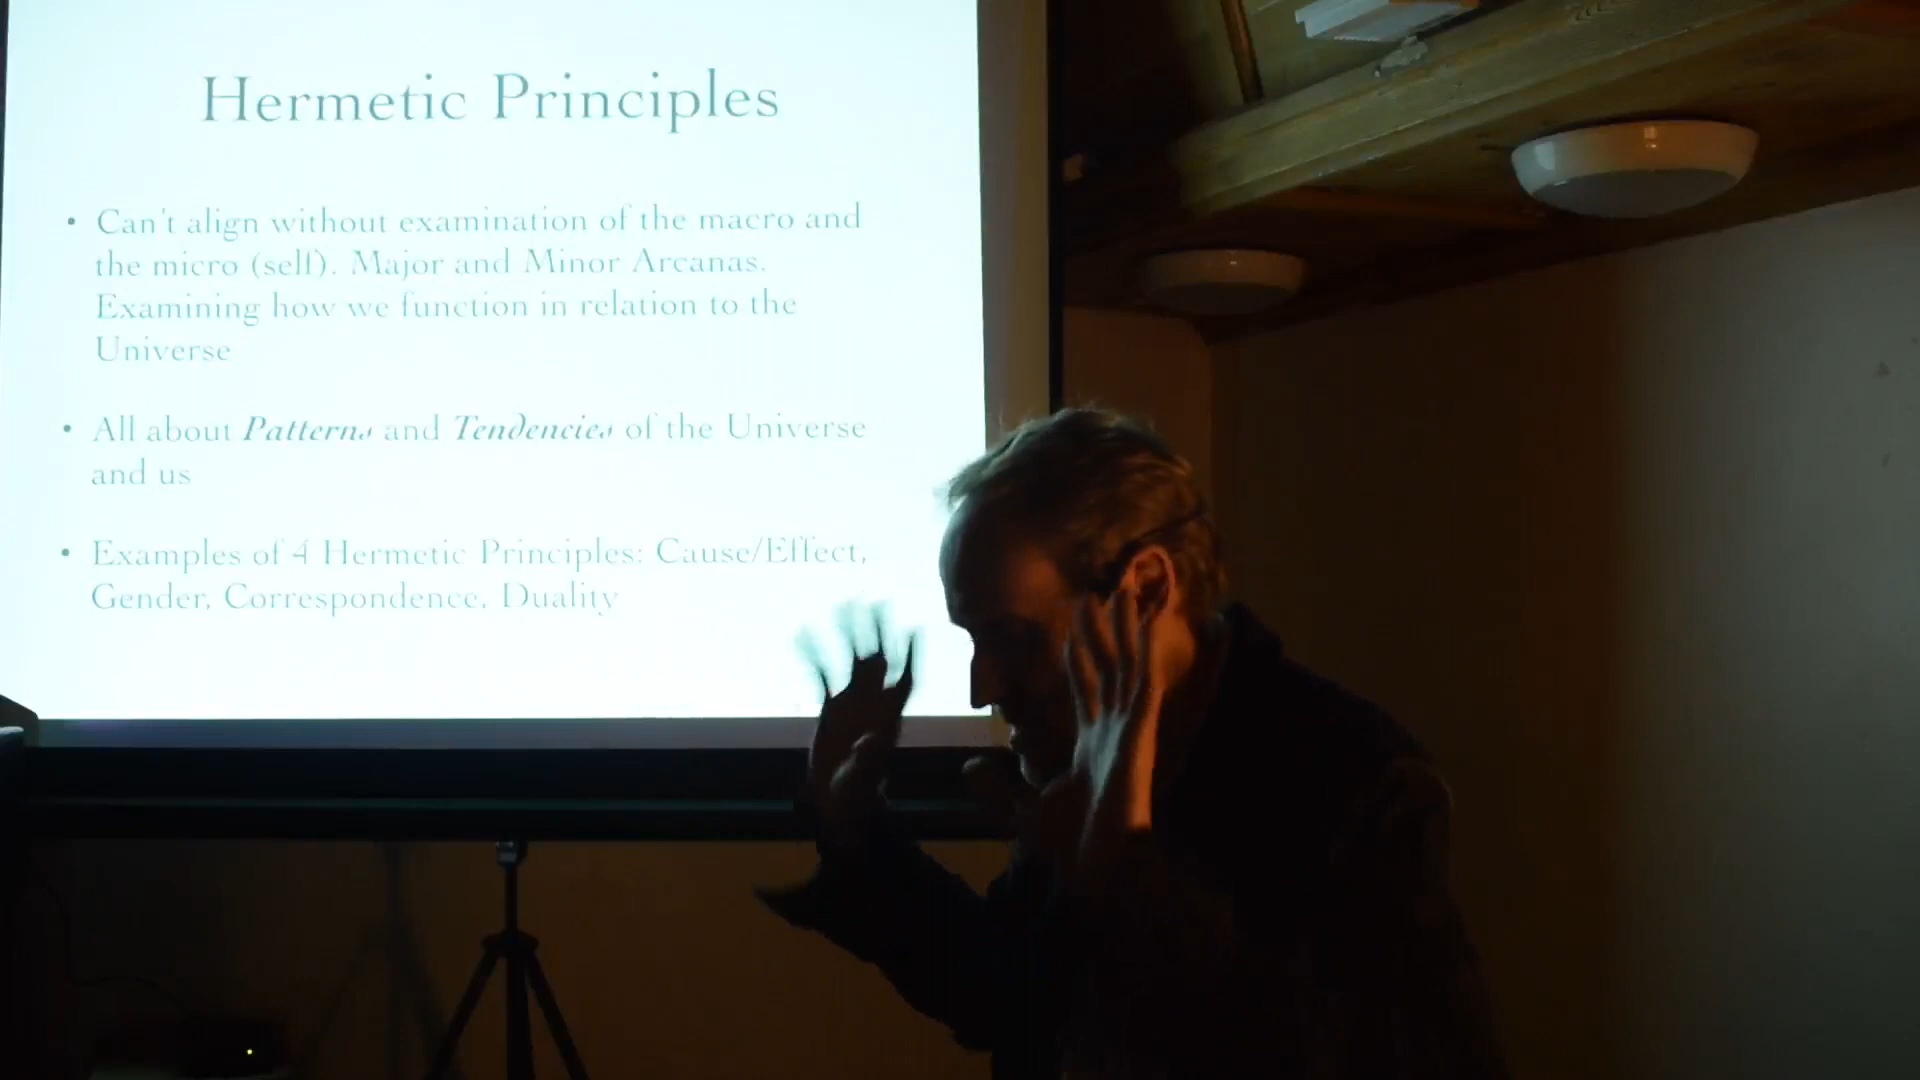 Hermetic Principles
• Can't align without examination of the macro and
the micro (self). Major and Minor Arcanas.
Examining how we function in relation to the
Universe
• All about Patterns and Tendencies of the Universe
and us
• Examples of 4 Hermetic Principles: Cause/Effect,
Gender, Correspondence, Duality